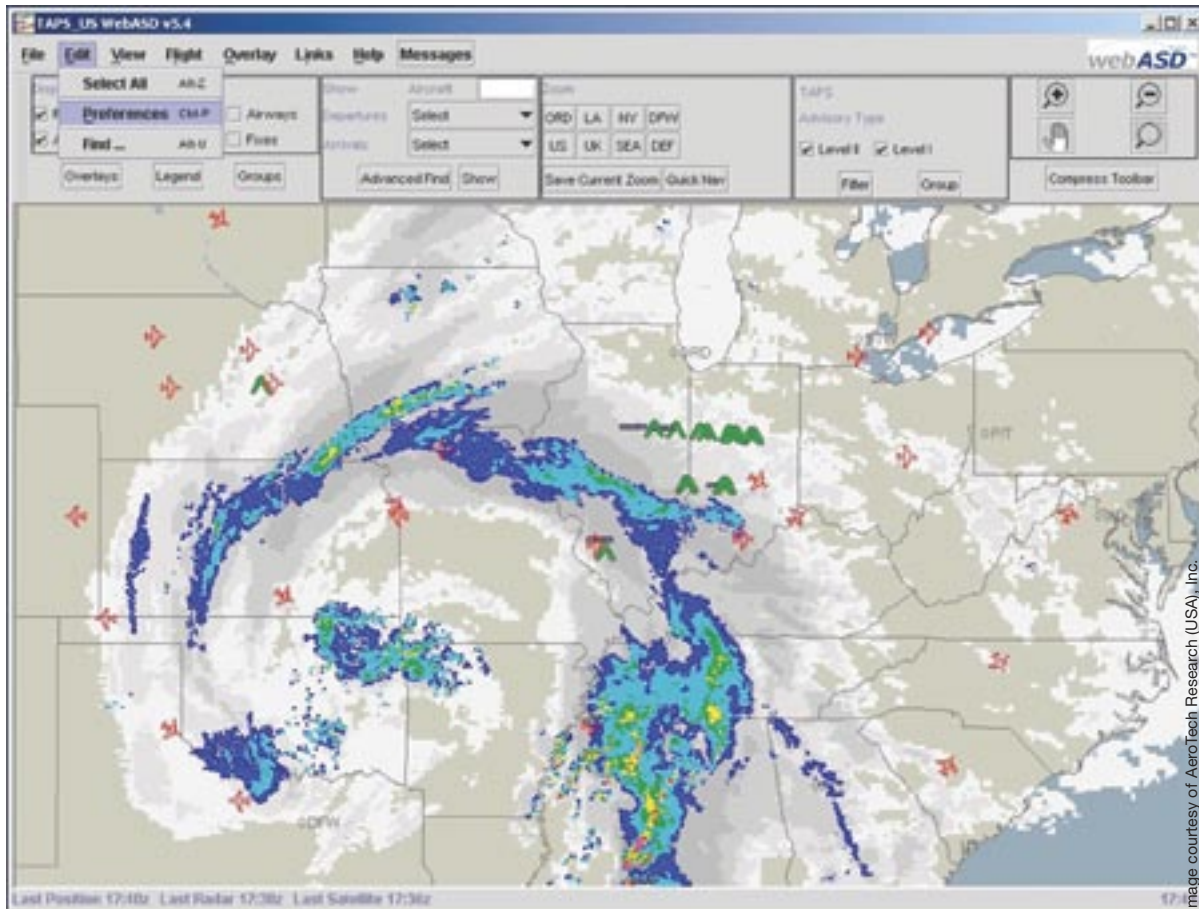 TAPS_US WebASD v5.4
File Edit View Flight Overlay Links Help Messages
webASD
Select All Alt-Z
Preferences Ctrl-P
Find ... Alt-U
Airways
Fixes
Overlays Legend Groups
Show Aircraft
Departures Select
Arrivals Select
Advanced Find Show
Zoom
ORD LA NY DFW
US UK SEA DEF
Save Current Zoom Quick Nav
TAPS
Advisory Type
Level II Level I
Filter Group
Compress Toolbar
PIT
DFW
Last Position 17:40z Last Radar 17:38z Last Satellite 17:36z
Image courtesy of AeroTech Research (USA), Inc.